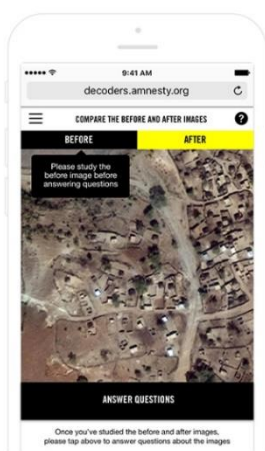 9:41 AM
decoders.amnesty.org
COMPARE THE BEFORE AND AFTER IMAGES ?
BEFORE AFTER
Please study the
before image before
answering questions
ANSWER QUESTIONS
Once you've studied the before and after images,
please tap above to answer questions about the images